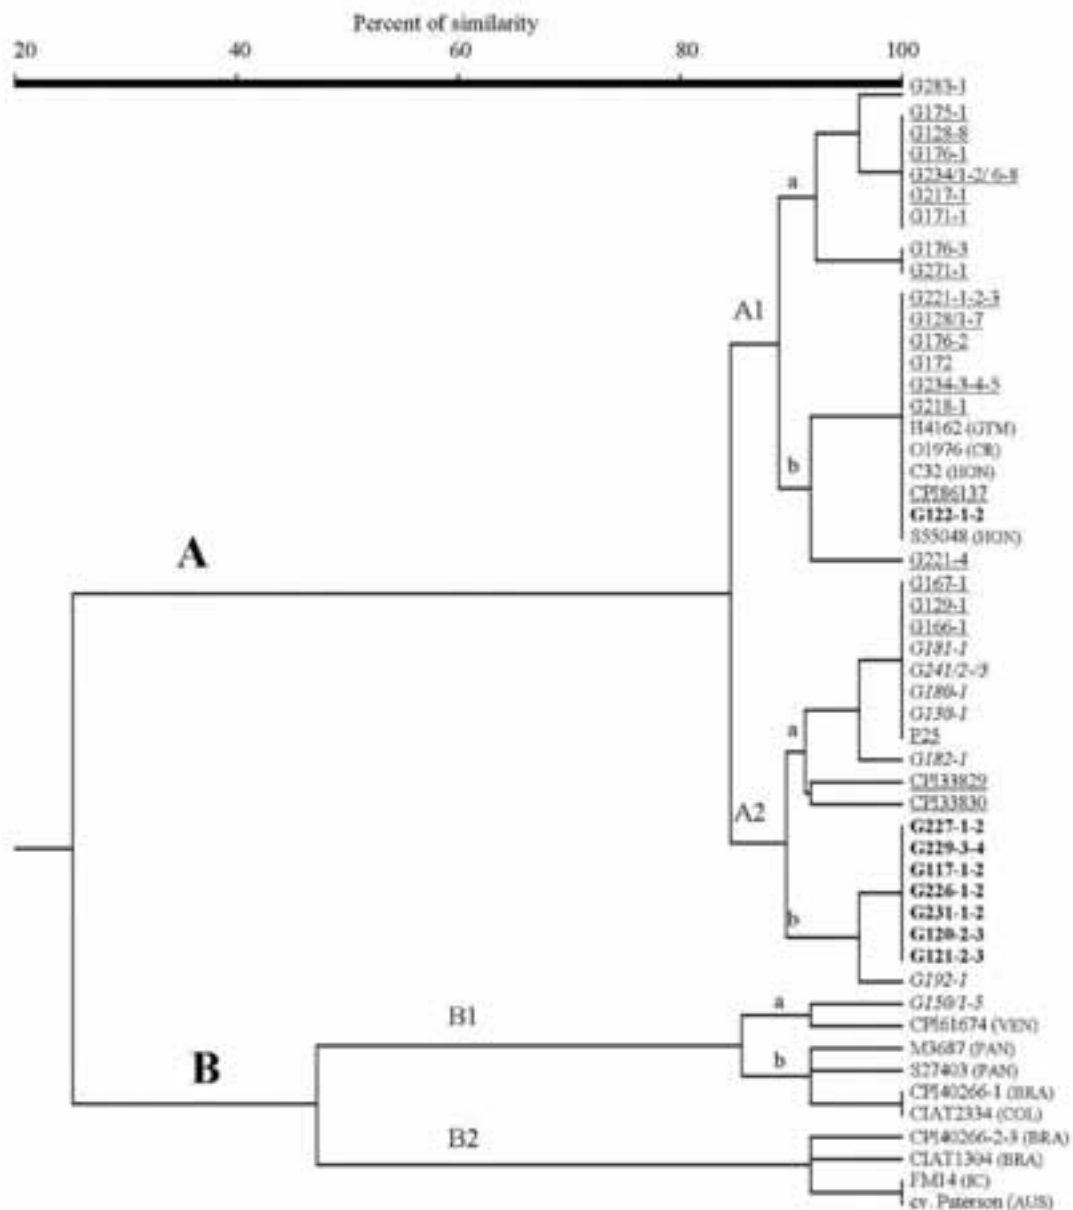 Percent of similarity
20 40 60 80 100
G283-1
G175-1
G128-8
G176-1
G234/1-2/ 6-8
a
G217-1
G171-1
G176-3
G271-1
G221-1-2-3
A1
G128/1-7
G176-2
G172
G234-3-4-5
G218-1
H4162 (GTM)
O1976 (CR)
b
C32 (HON)
CPI86137
G122-1-2
S55048 (HON)
A
G221-4
G167-1
G129-1
G166-1
G181-1
G241/2-/3
G180-1
G130-1
a
P25
G182-1
CPI33829
CPI33830
A2
G227-1-2
G229-3-4
G117-1-2
G226-1-2
G231-1-2
b
G120-2-3
G121-2-3
G192-1
a
G150/1-5
B1
CPI61674 (VEN)
M3687 (PAN)
b
B
S27403 (PAN)
CPI40266-1 (BRA)
CIAT2334 (COL)
B2
CPI40266-2-3 (BRA)
CIAT1304 (BRA)
FM14 (IC)
cv. Paterson (AUS)